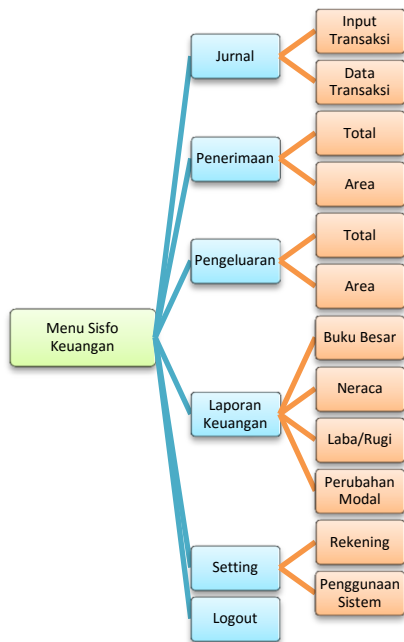 Menu Sisfo
Keuangan
Jurnal
Input
Transaksi
Data
Transaksi
Penerimaan
Total
Area
Pengeluaran
Total
Area
Laporan
Keuangan
Buku Besar
Neraca
Laba/Rugi
Perubahan
Modal
Setting
Rekening
Penggunaan
Sistem
Logout